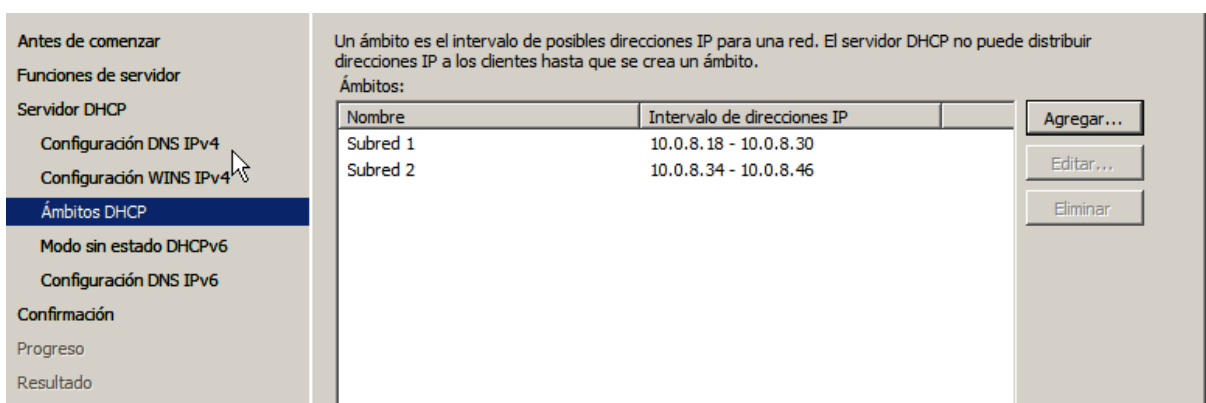 Antes de comenzar
Funciones de servidor
Servidor DHCP
Configuración DNS IPv4
Configuración WINS IPv4
Ámbitos DHCP
Modo sin estado DHCPv6
Configuración DNS IPv6
Confirmación
Progreso
Resultado
Un ámbito es el intervalo de posibles direcciones IP para una red. El servidor DHCP no puede distribuir
direcciones IP a los clientes hasta que se crea un ámbito.
Ámbitos:
Nombre Intervalo de direcciones IP
Subred 1 10.0.8.18 - 10.0.8.30
Subred 2 10.0.8.34 - 10.0.8.46
Agregar...
Editar...
Eliminar